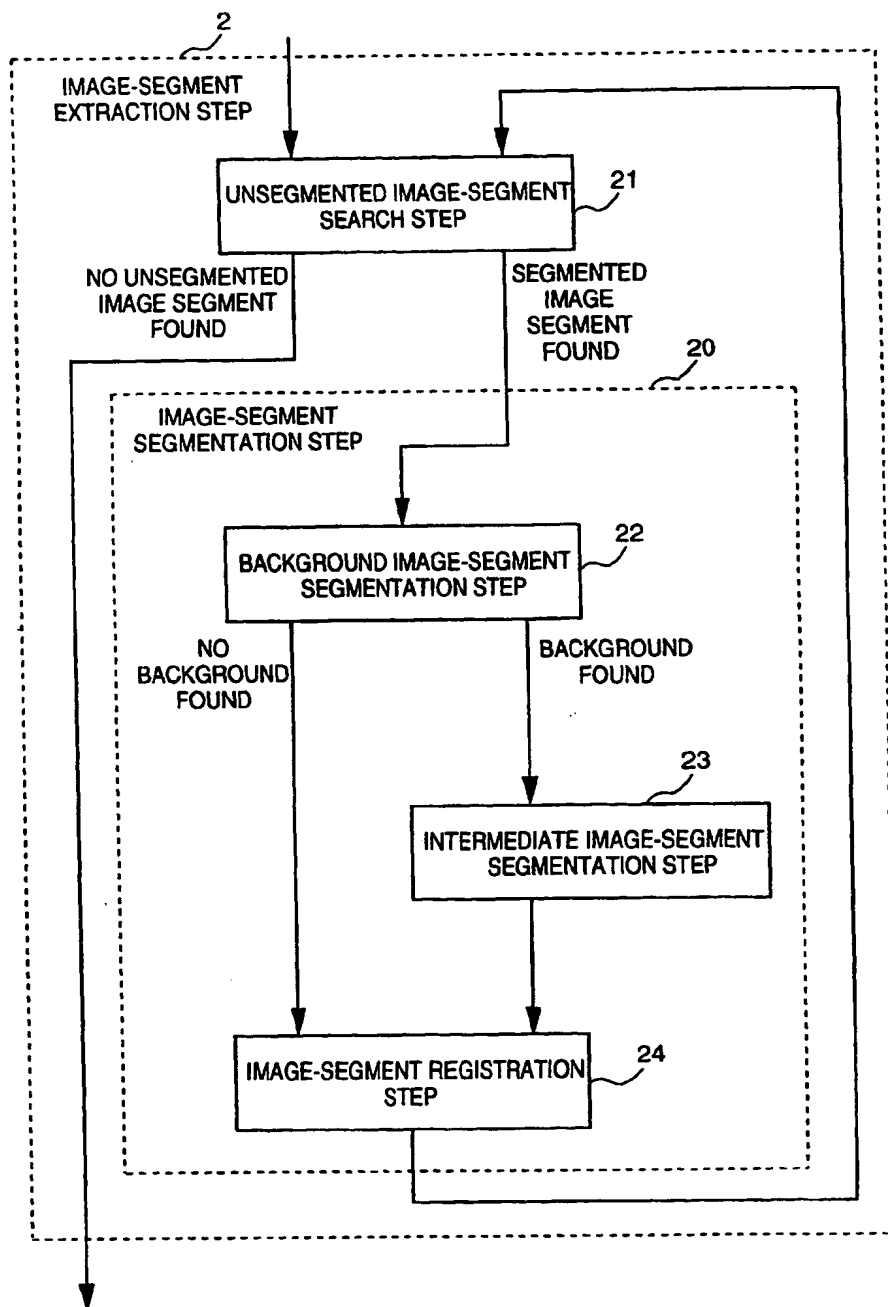 2
IMAGE-SEGMENT
EXTRACTION STEP
UNSEGMENTED IMAGE-SEGMENT
SEARCH STEP
21
NO UNSEGMENTED
IMAGE SEGMENT
FOUND
SEGMENTED
IMAGE
SEGMENT
FOUND
20
IMAGE-SEGMENT
SEGMENTATION STEP
BACKGROUND IMAGE-SEGMENT
SEGMENTATION STEP
22
NO
BACKGROUND
FOUND
BACKGROUND
FOUND
23
INTERMEDIATE IMAGE-SEGMENT
SEGMENTATION STEP
IMAGE-SEGMENT REGISTRATION
STEP
24